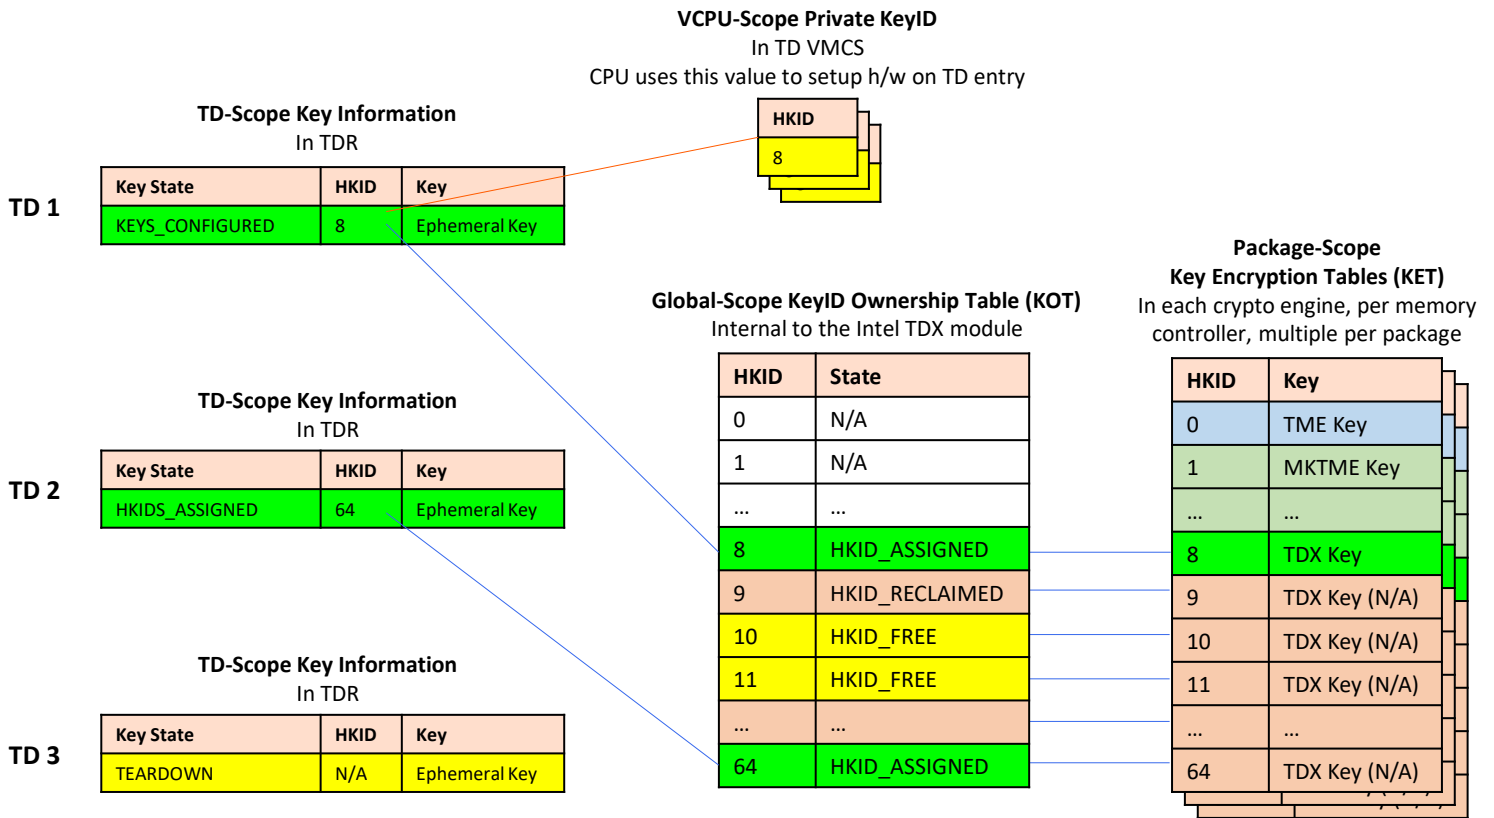 VCPU-Scope Private KeyID
In TD VMCS
CPU uses this value to setup h/w on TD entry
HKID
8
TD-Scope Key Information
In TDR
Key State HKID Key
TD 1
KEYS_CONFIGURED 8 Ephemeral Key
TD-Scope Key Information
In TDR
Key State HKID Key
TD 2
HKIDS_ASSIGNED 64 Ephemeral Key
TD-Scope Key Information
In TDR
Key State HKID Key
TD 3
TEARDOWN N/A Ephemeral Key
Global-Scope KeyID Ownership Table (KOT)
Internal to the Intel TDX module
HKID State
0 N/A
1 N/A
... ...
8 HKID_ASSIGNED
9 HKID_RECLAIMED
10 HKID_FREE
11 HKID_FREE
... ...
64 HKID_ASSIGNED
Package-Scope
Key Encryption Tables (KET)
In each crypto engine, per memory
controller, multiple per package
HKID Key
0 TME Key
1 MKTME Key
... ...
8 TDX Key
9 TDX Key (N/A)
10 TDX Key (N/A)
11 TDX Key (N/A)
... ...
64 TDX Key (N/A)